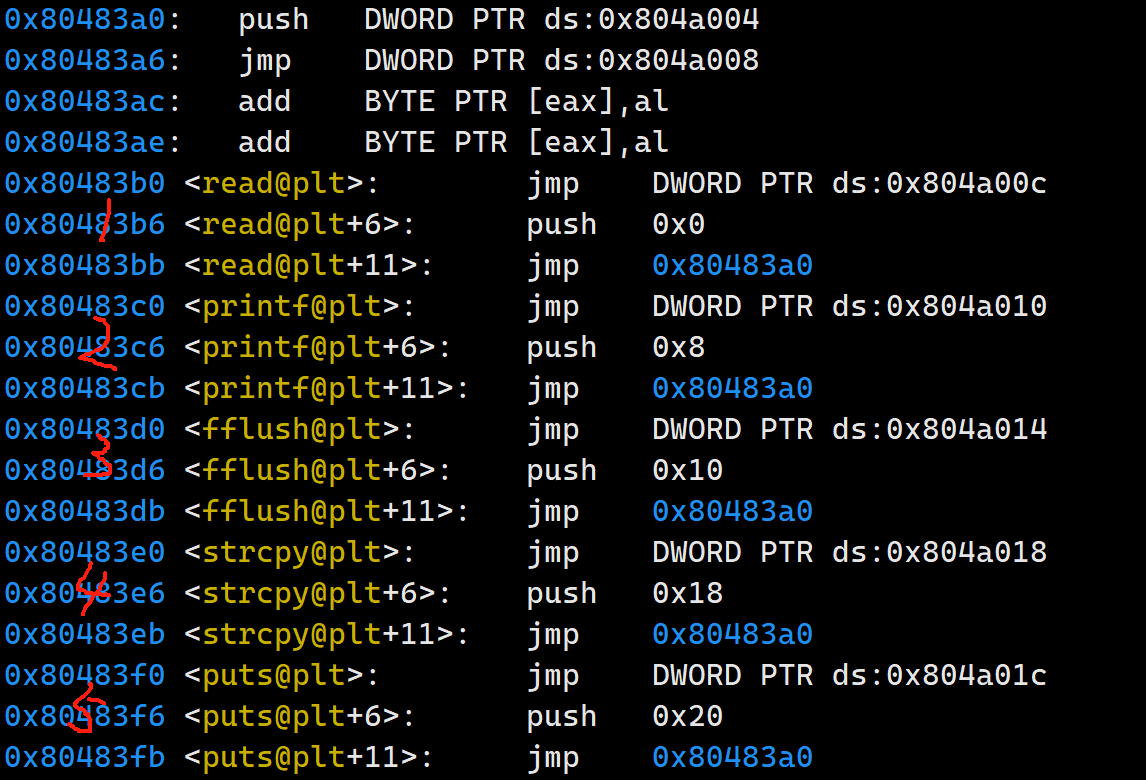 0x80483a0:   push   DWORD PTR ds:0x804a004
0x80483a6:   jmp    DWORD PTR ds:0x804a008
0x80483ac:   add    BYTE PTR [eax],al
0x80483ae:   add    BYTE PTR [eax],al
0x80483b0 <read@plt>:        jmp    DWORD PTR ds:0x804a00c
1
0x80483b6 <read@plt+6>:      push   0x0
0x80483bb <read@plt+11>:     jmp    0x80483a0
0x80483c0 <printf@plt>:      jmp    DWORD PTR ds:0x804a010
2
0x80483c6 <printf@plt+6>:    push   0x8
0x80483cb <printf@plt+11>:   jmp    0x80483a0
0x80483d0 <fflush@plt>:      jmp    DWORD PTR ds:0x804a014
3
0x80483d6 <fflush@plt+6>:    push   0x10
0x80483db <fflush@plt+11>:   jmp    0x80483a0
0x80483e0 <strcpy@plt>:      jmp    DWORD PTR ds:0x804a018
4
0x80483e6 <strcpy@plt+6>:    push   0x18
0x80483eb <strcpy@plt+11>:   jmp    0x80483a0
0x80483f0 <puts@plt>:        jmp    DWORD PTR ds:0x804a01c
5
0x80483f6 <puts@plt+6>:      push   0x20
0x80483fb <puts@plt+11>:     jmp    0x80483a0